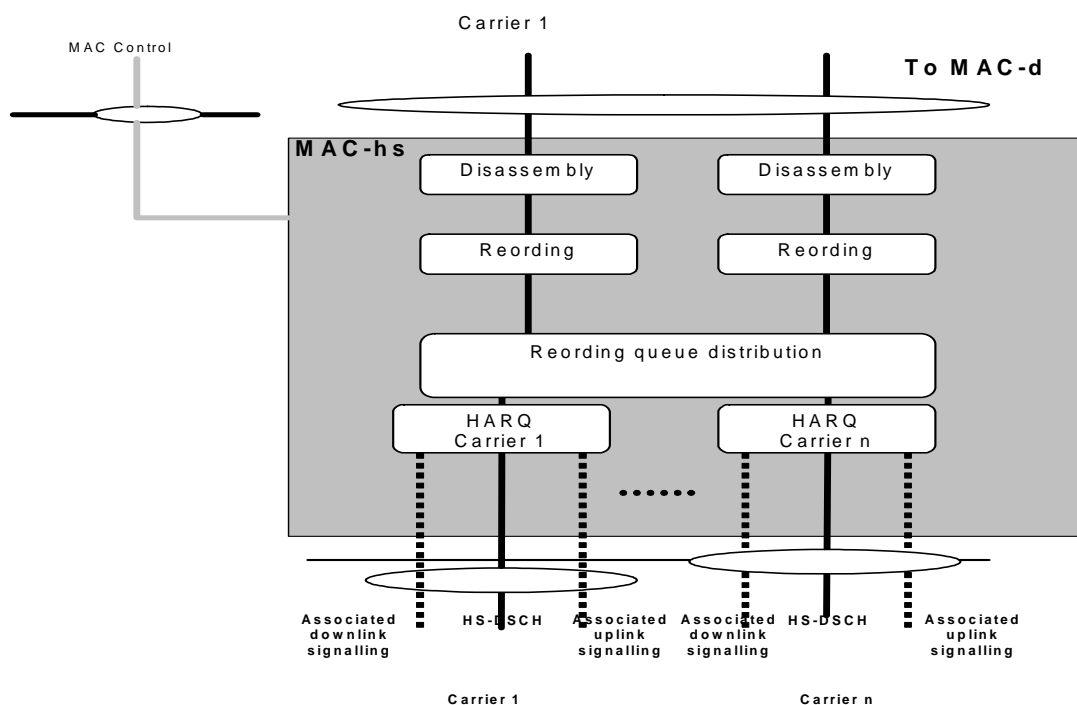 Carrier 1
MAC Control
To MAC-d
MAC-hs
Disassembly
Disassembly
Reording
Reording
Reording queue distribution
HARQ
Carrier 1
HARQ
Carrier n
Associated
downlink
signalling
HS-DSCH
Associated
uplink
signalling
Associated
downlink
signalling
HS-DSCH
Associated
uplink
signalling
Carrier 1
Carrier n